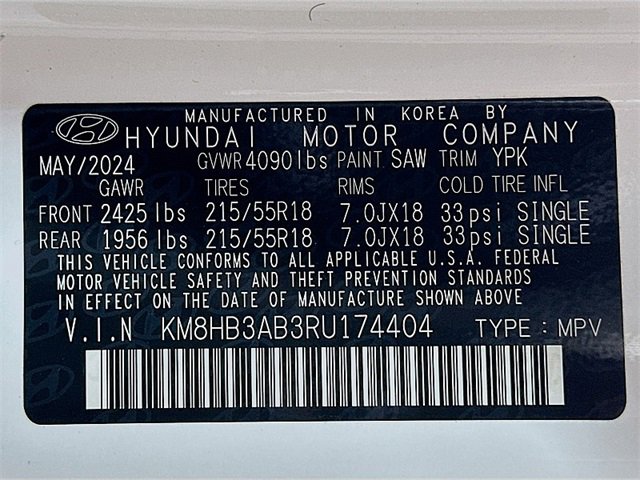 MANUFACTURED IN KOREA BY
HYUNDAI MOTOR COMPANY
MAY/2024 GVWR 4090lbs PAINT SAW TRIM YPK
GAWR TIRES RIMS COLD TIRE INFL
FRONT 2425 lbs 215/55R18 7.0JX18 33psi SINGLE
REAR 1956 lbs 215/55R18 7.0JX18 33psi SINGLE
THIS VEHICLE CONFORMS TO ALL APPLICABLE U.S.A. FEDERAL
MOTOR VEHICLE SAFETY AND THEFT PREVENTION STANDARDS
IN EFFECT ON THE DATE OF MANUFACTURE SHOWN ABOVE
V.I.N KM8HB3AB3RU174404 TYPE : MPV